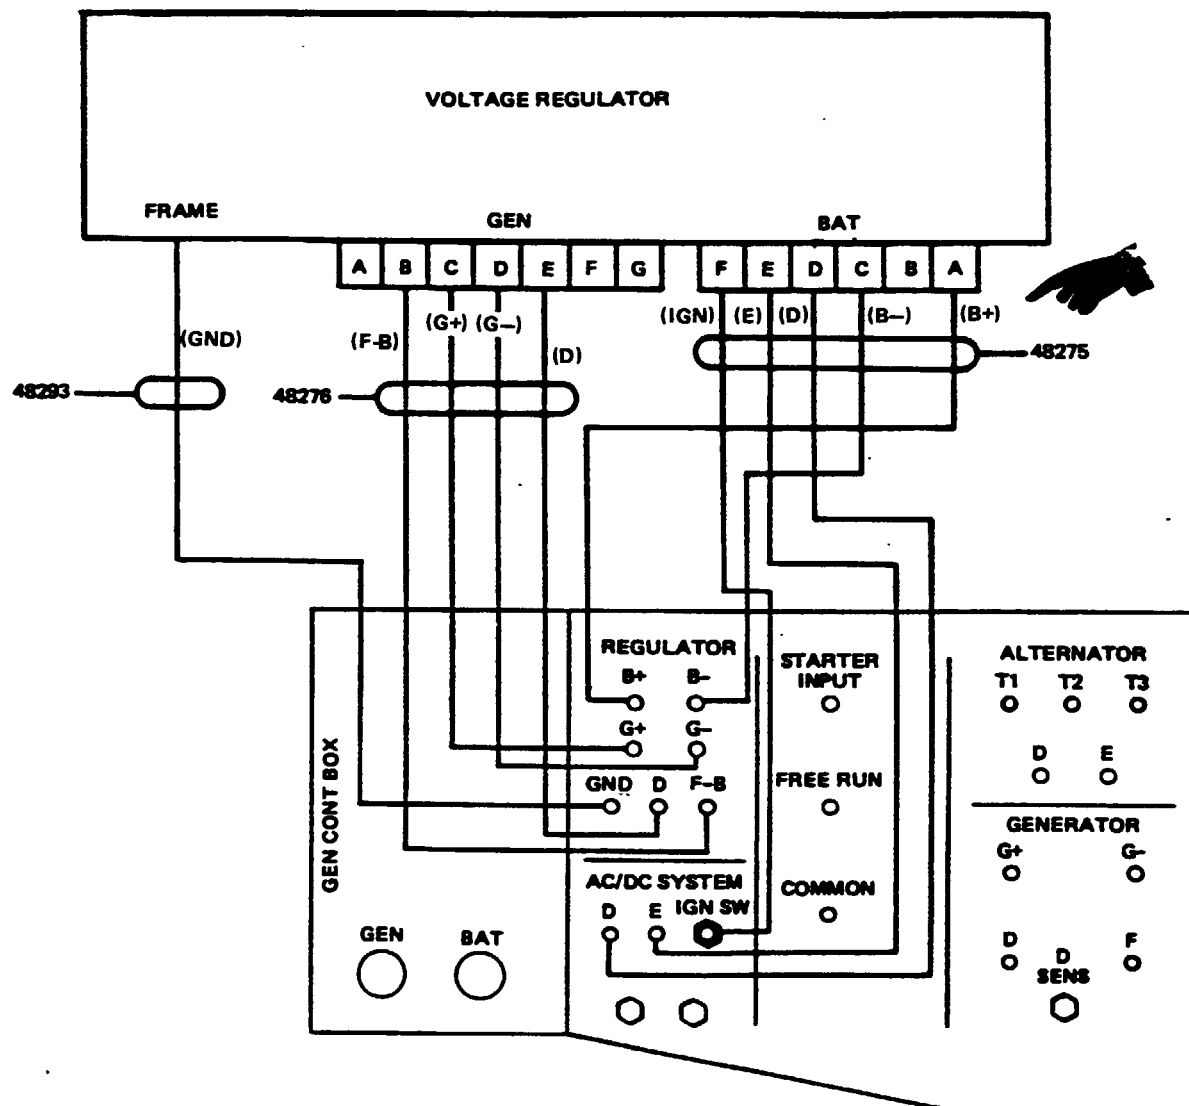 VOLTAGE REGULATOR
FRAME GEN BAT
A B C D E F G F E D C B A
(IGN) (E) (D) (B-) (B+)
(G+) (G-)
(GND) (F-B) (D) 48275
48293 48276
REGULATOR
B+ B-
G+ G-
GND D F-B
STARTER
INPUT
FREE RUN
COMMON
ALTERNATOR
T1 T2 T3
D E
GENERATOR
G+ G-
D D F
SENS
AC/DC SYSTEM
D E IGN SW
GEN CONT BOX
GEN BAT